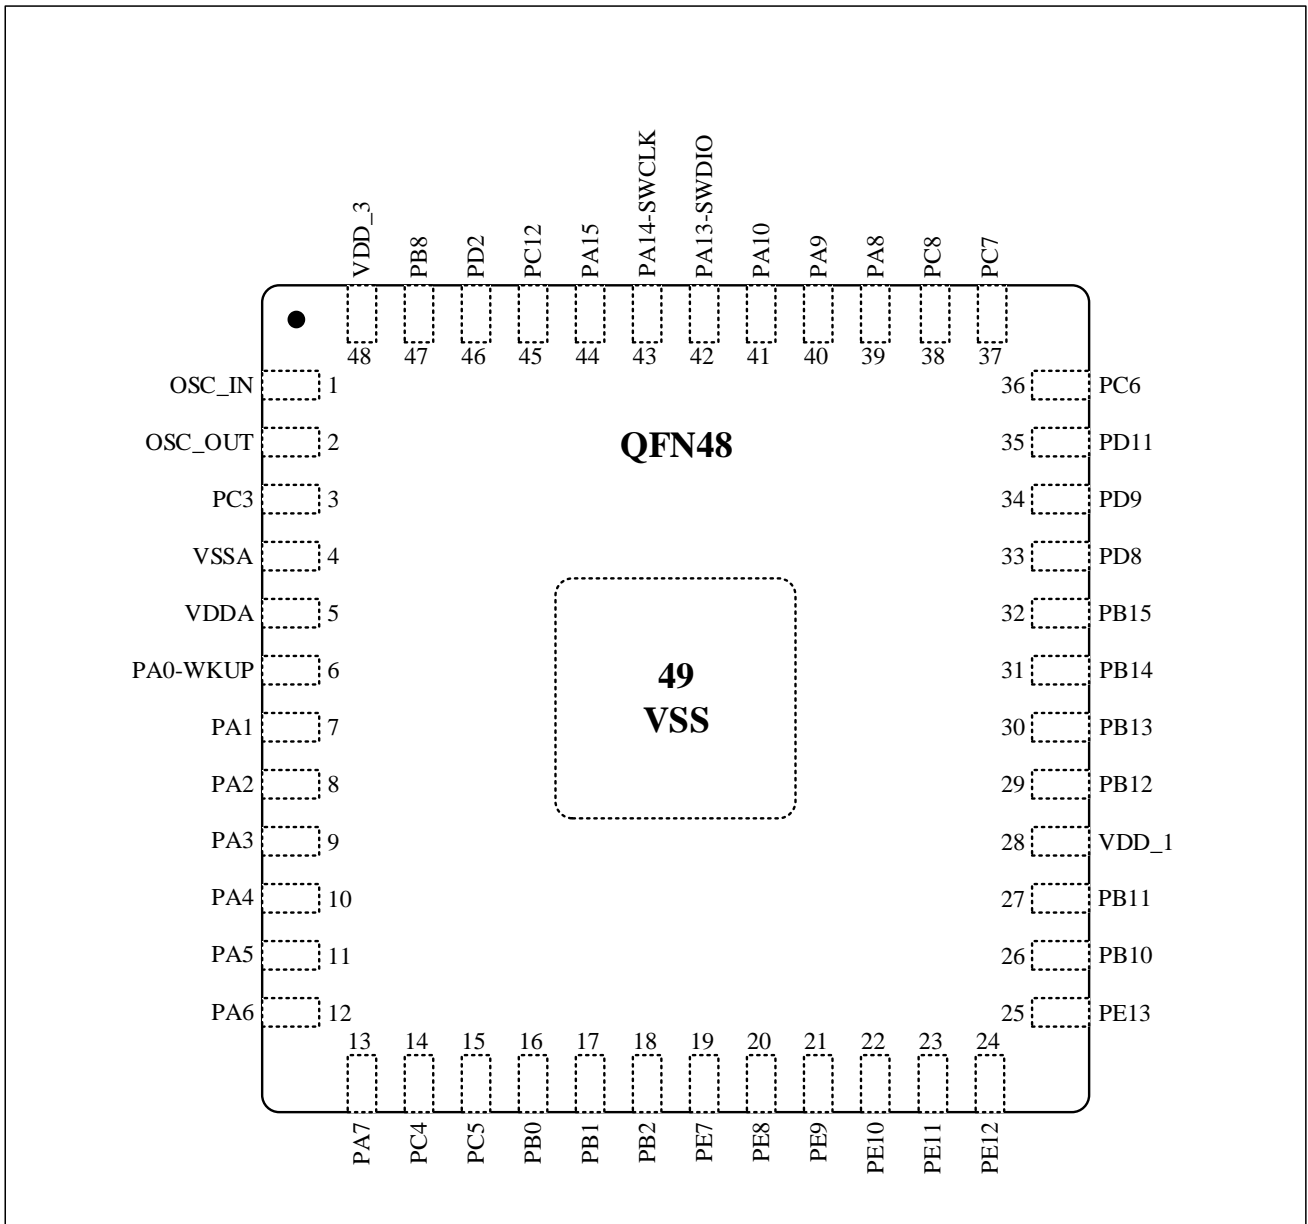 VDD_3
PB8
PD2
PC12
PA15
PA14-SWCLK
PA13-SWDIO
PA10
PA9
PA8
PC8
PC7
48 47 46 45 44 43 42 41 40 39 38 37
OSC_IN 1 36 PC6
OSC_OUT 2 QFN48 35 PD11
PC3 3 34 PD9
VSSA 4 33 PD8
VDDA 5 32 PB15
PA0-WKUP 6 49 31 PB14
VSS
PA1 7 30 PB13
PA2 8 29 PB12
PA3 9 28 VDD_1
PA4 10 27 PB11
PA5 11 26 PB10
PA6 12 25 PE13
13 14 15 16 17 18 19 20 21 22 23 24
PA7
PC4
PC5
PB0
PB1
PB2
PE7
PE8
PE9
PE10
PE11
PE12